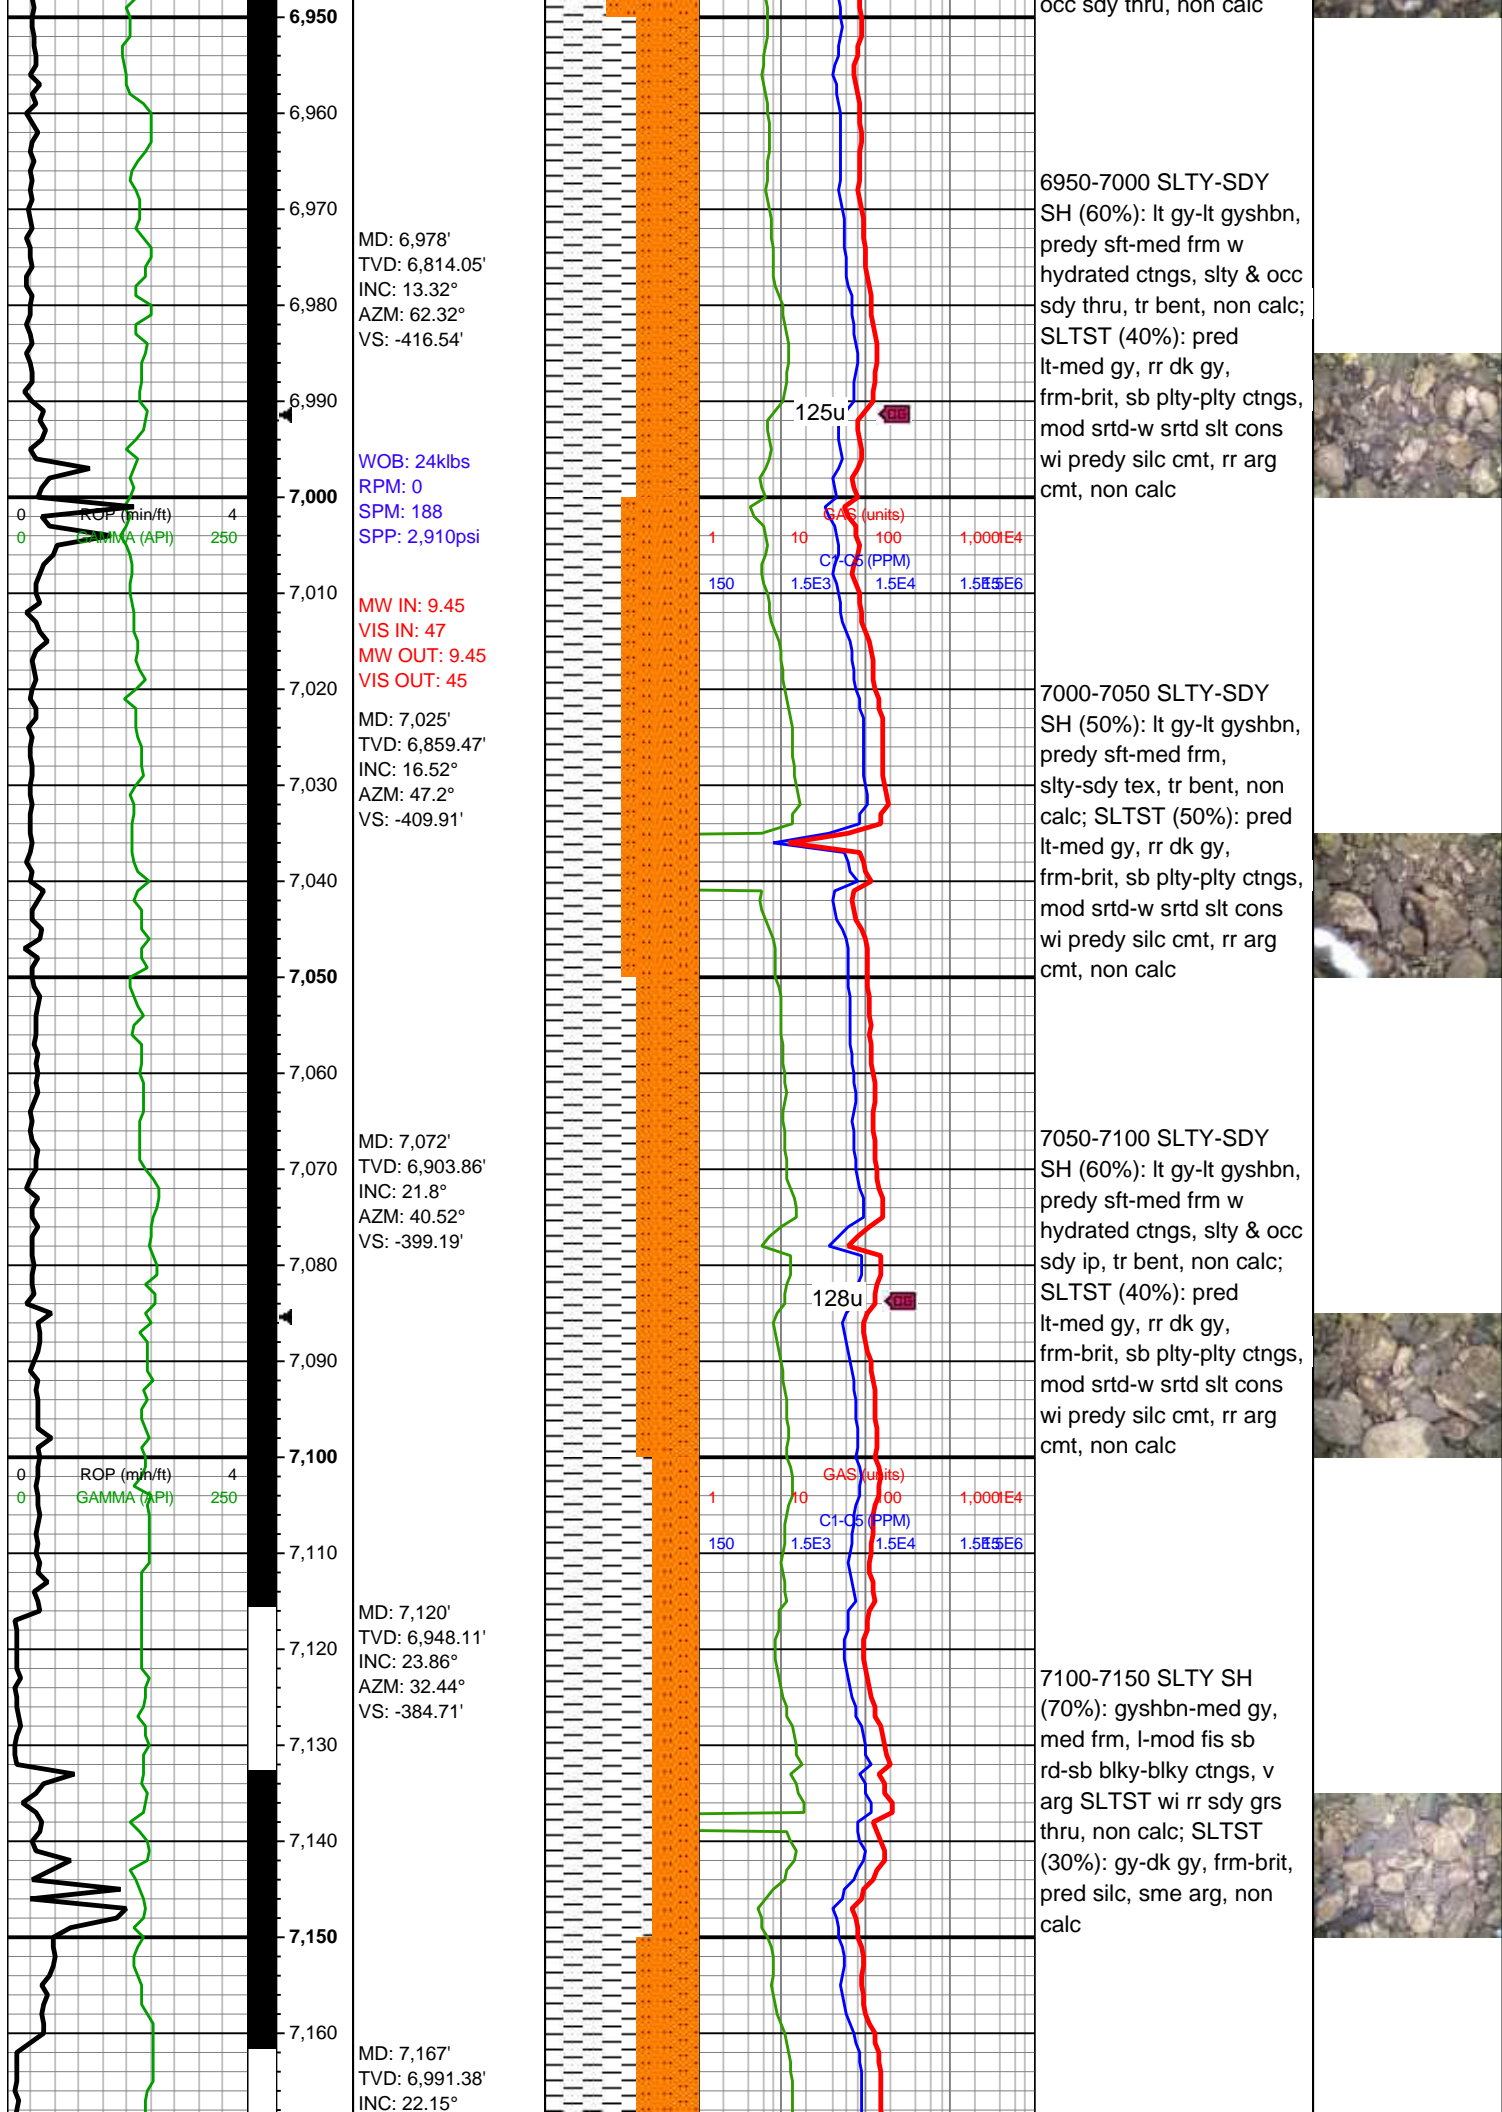 occ sdy thru, non calc
6,950
6,960
6,970
6,980
6,990
7,000
7,010
7,020
7,030
7,040
7,050
7,060
7,070
7,080
7,090
7,100
7,110
7,120
7,130
7,140
7,150
7,160
0 ROP (min/ft) 4
0 GAMMA (API) 250
0 ROP (min/ft) 4
0 GAMMA (API) 250
MD: 6,978'
TVD: 6,814.05'
INC: 13.32°
AZM: 62.32°
VS: -416.54'
WOB: 24klbs
RPM: 0
SPM: 188
SPP: 2,910psi
MW IN: 9.45
VIS IN: 47
MW OUT: 9.45
VIS OUT: 45
MD: 7,025'
TVD: 6,859.47'
INC: 16.52°
AZM: 47.2°
VS: -409.91'
MD: 7,072'
TVD: 6,903.86'
INC: 21.8°
AZM: 40.52°
VS: -399.19'
MD: 7,120'
TVD: 6,948.11'
INC: 23.86°
AZM: 32.44°
VS: -384.71'
MD: 7,167'
TVD: 6,991.38'
INC: 22.15°
125u CG
GAS (units)
1 10 100 1,000 1E4
C1-C5 (PPM)
150 1.5E3 1.5E4 1.5E5 1.5E6
128u CG
GAS (units)
1 10 100 1,000 1E4
C1-C5 (PPM)
150 1.5E3 1.5E4 1.5E5 1.5E6
6950-7000 SLTY-SDY
SH (60%): lt gy-lt gyshbn,
predy sft-med frm w
hydrated ctngs, slty & occ
sdy thru, tr bent, non calc;
SLTST (40%): pred
lt-med gy, rr dk gy,
frm-brit, sb plty-plty ctngs,
mod srtd-w srtd slt cons
wi predy silc cmt, rr arg
cmt, non calc
7000-7050 SLTY-SDY
SH (50%): lt gy-lt gyshbn,
predy sft-med frm,
slty-sdy tex, tr bent, non
calc; SLTST (50%): pred
lt-med gy, rr dk gy,
frm-brit, sb plty-plty ctngs,
mod srtd-w srtd slt cons
wi predy silc cmt, rr arg
cmt, non calc
7050-7100 SLTY-SDY
SH (60%): lt gy-lt gyshbn,
predy sft-med frm w
hydrated ctngs, slty & occ
sdy ip, tr bent, non calc;
SLTST (40%): pred
lt-med gy, rr dk gy,
frm-brit, sb plty-plty ctngs,
mod srtd-w srtd slt cons
wi predy silc cmt, rr arg
cmt, non calc
7100-7150 SLTY SH
(70%): gyshbn-med gy,
med frm, l-mod fis sb
rd-sb blky-blky ctngs, v
arg SLTST wi rr sdy grs
thru, non calc; SLTST
(30%): gy-dk gy, frm-brit,
pred silc, sme arg, non
calc